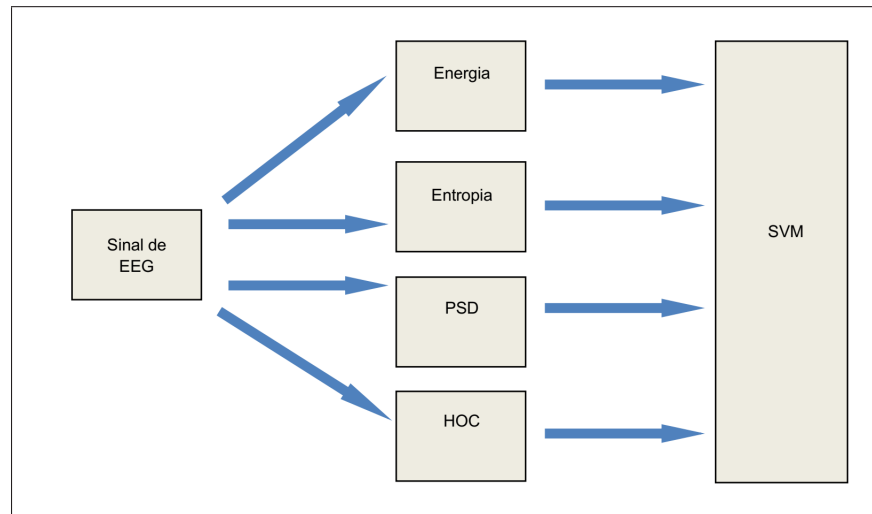 Sinal de
EEG
Energia
Entropia
PSD
HOC
SVM